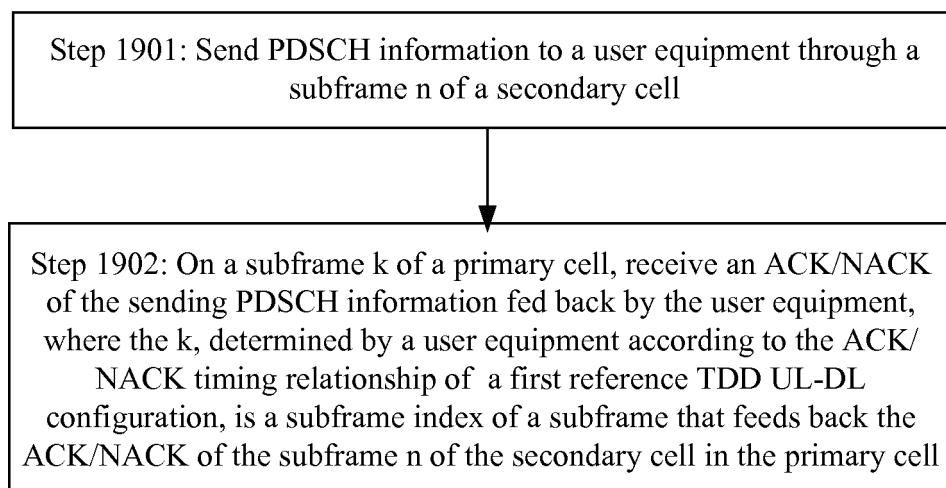 Step 1901: Send PDSCH information to a user equipment through a
subframe n of a secondary cell
Step 1902: On a subframe k of a primary cell, receive an ACK/NACK
of the sending PDSCH information fed back by the user equipment,
where the k, determined by a user equipment according to the ACK/
NACK timing relationship of a first reference TDD UL-DL
configuration, is a subframe index of a subframe that feeds back the
ACK/NACK of the subframe n of the secondary cell in the primary cell